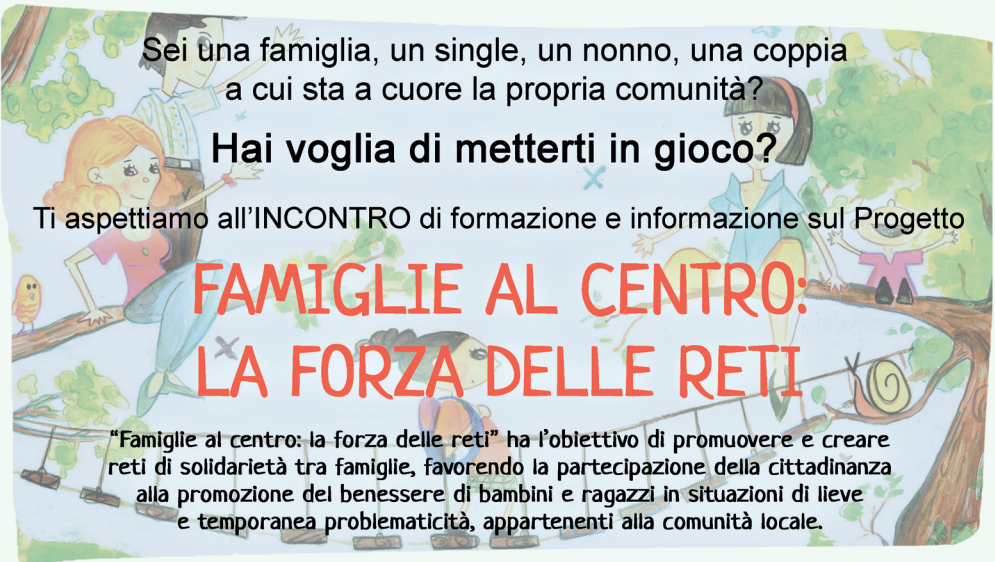 Sei una famiglia, un single, un nonno, una coppia
a cui sta a cuore la propria comunità?
Hai voglia di metterti in gioco?
Ti aspettiamo all'INCONTRO di formazione e informazione sul Progetto
FAMIGLIE AL CENTRO:
LA FORZA DELLE RETI
“Famiglie al centro: la forza delle reti” ha l'obiettivo di promuovere e creare
reti di solidarietà tra famiglie, favorendo la partecipazione della cittadinanza
alla promozione del benessere di bambini e ragazzi in situazioni di lieve
e temporanea problematicità, appartenenti alla comunità locale.